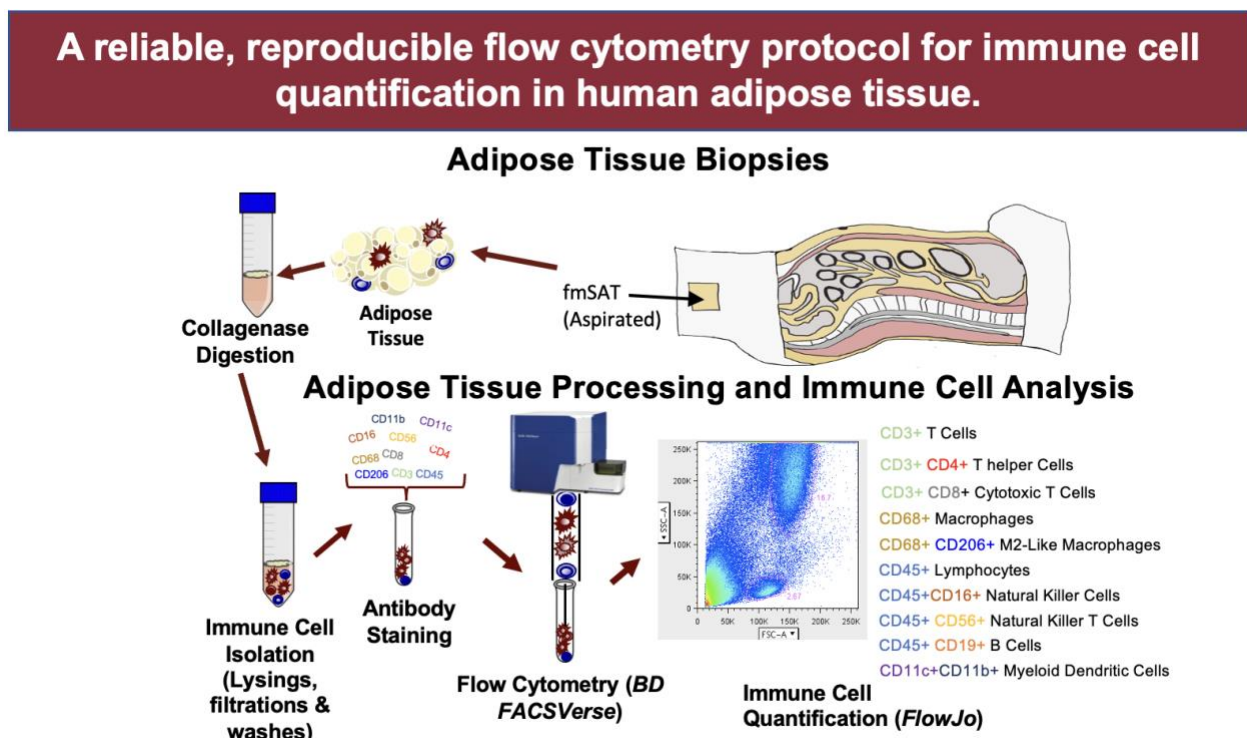 A reliable, reproducible flow cytometry protocol for immune cell
quantification in human adipose tissue.
Adipose Tissue Biopsies
fmSAT
(Aspirated)
Adipose
Tissue
Collagenase
Digestion
Adipose Tissue Processing and Immune Cell Analysis
CD11b
CD11c
CD16
CD56
CD4
CD68
CD8
CD206
CD3
CD45
Immune Cell
Isolation
(Lysings,
filtrations &
washes)
Antibody
Staining
Flow Cytometry (BD
FACSVerse)
250K
200K
150K
100K
50K
0
SSC-A
18.7
2.67
0 50K 100K 150K 200K 250K
FSC-A
Immune Cell
Quantification (FlowJo)
CD3+ T Cells
CD3+ CD4+ T helper Cells
CD3+ CD8+ Cytotoxic T Cells
CD68+ Macrophages
CD68+ CD206+ M2-Like Macrophages
CD45+ Lymphocytes
CD45+CD16+ Natural Killer Cells
CD45+ CD56+ Natural Killer T Cells
CD45+ CD19+ B Cells
CD11c+CD11b+ Myeloid Dendritic Cells